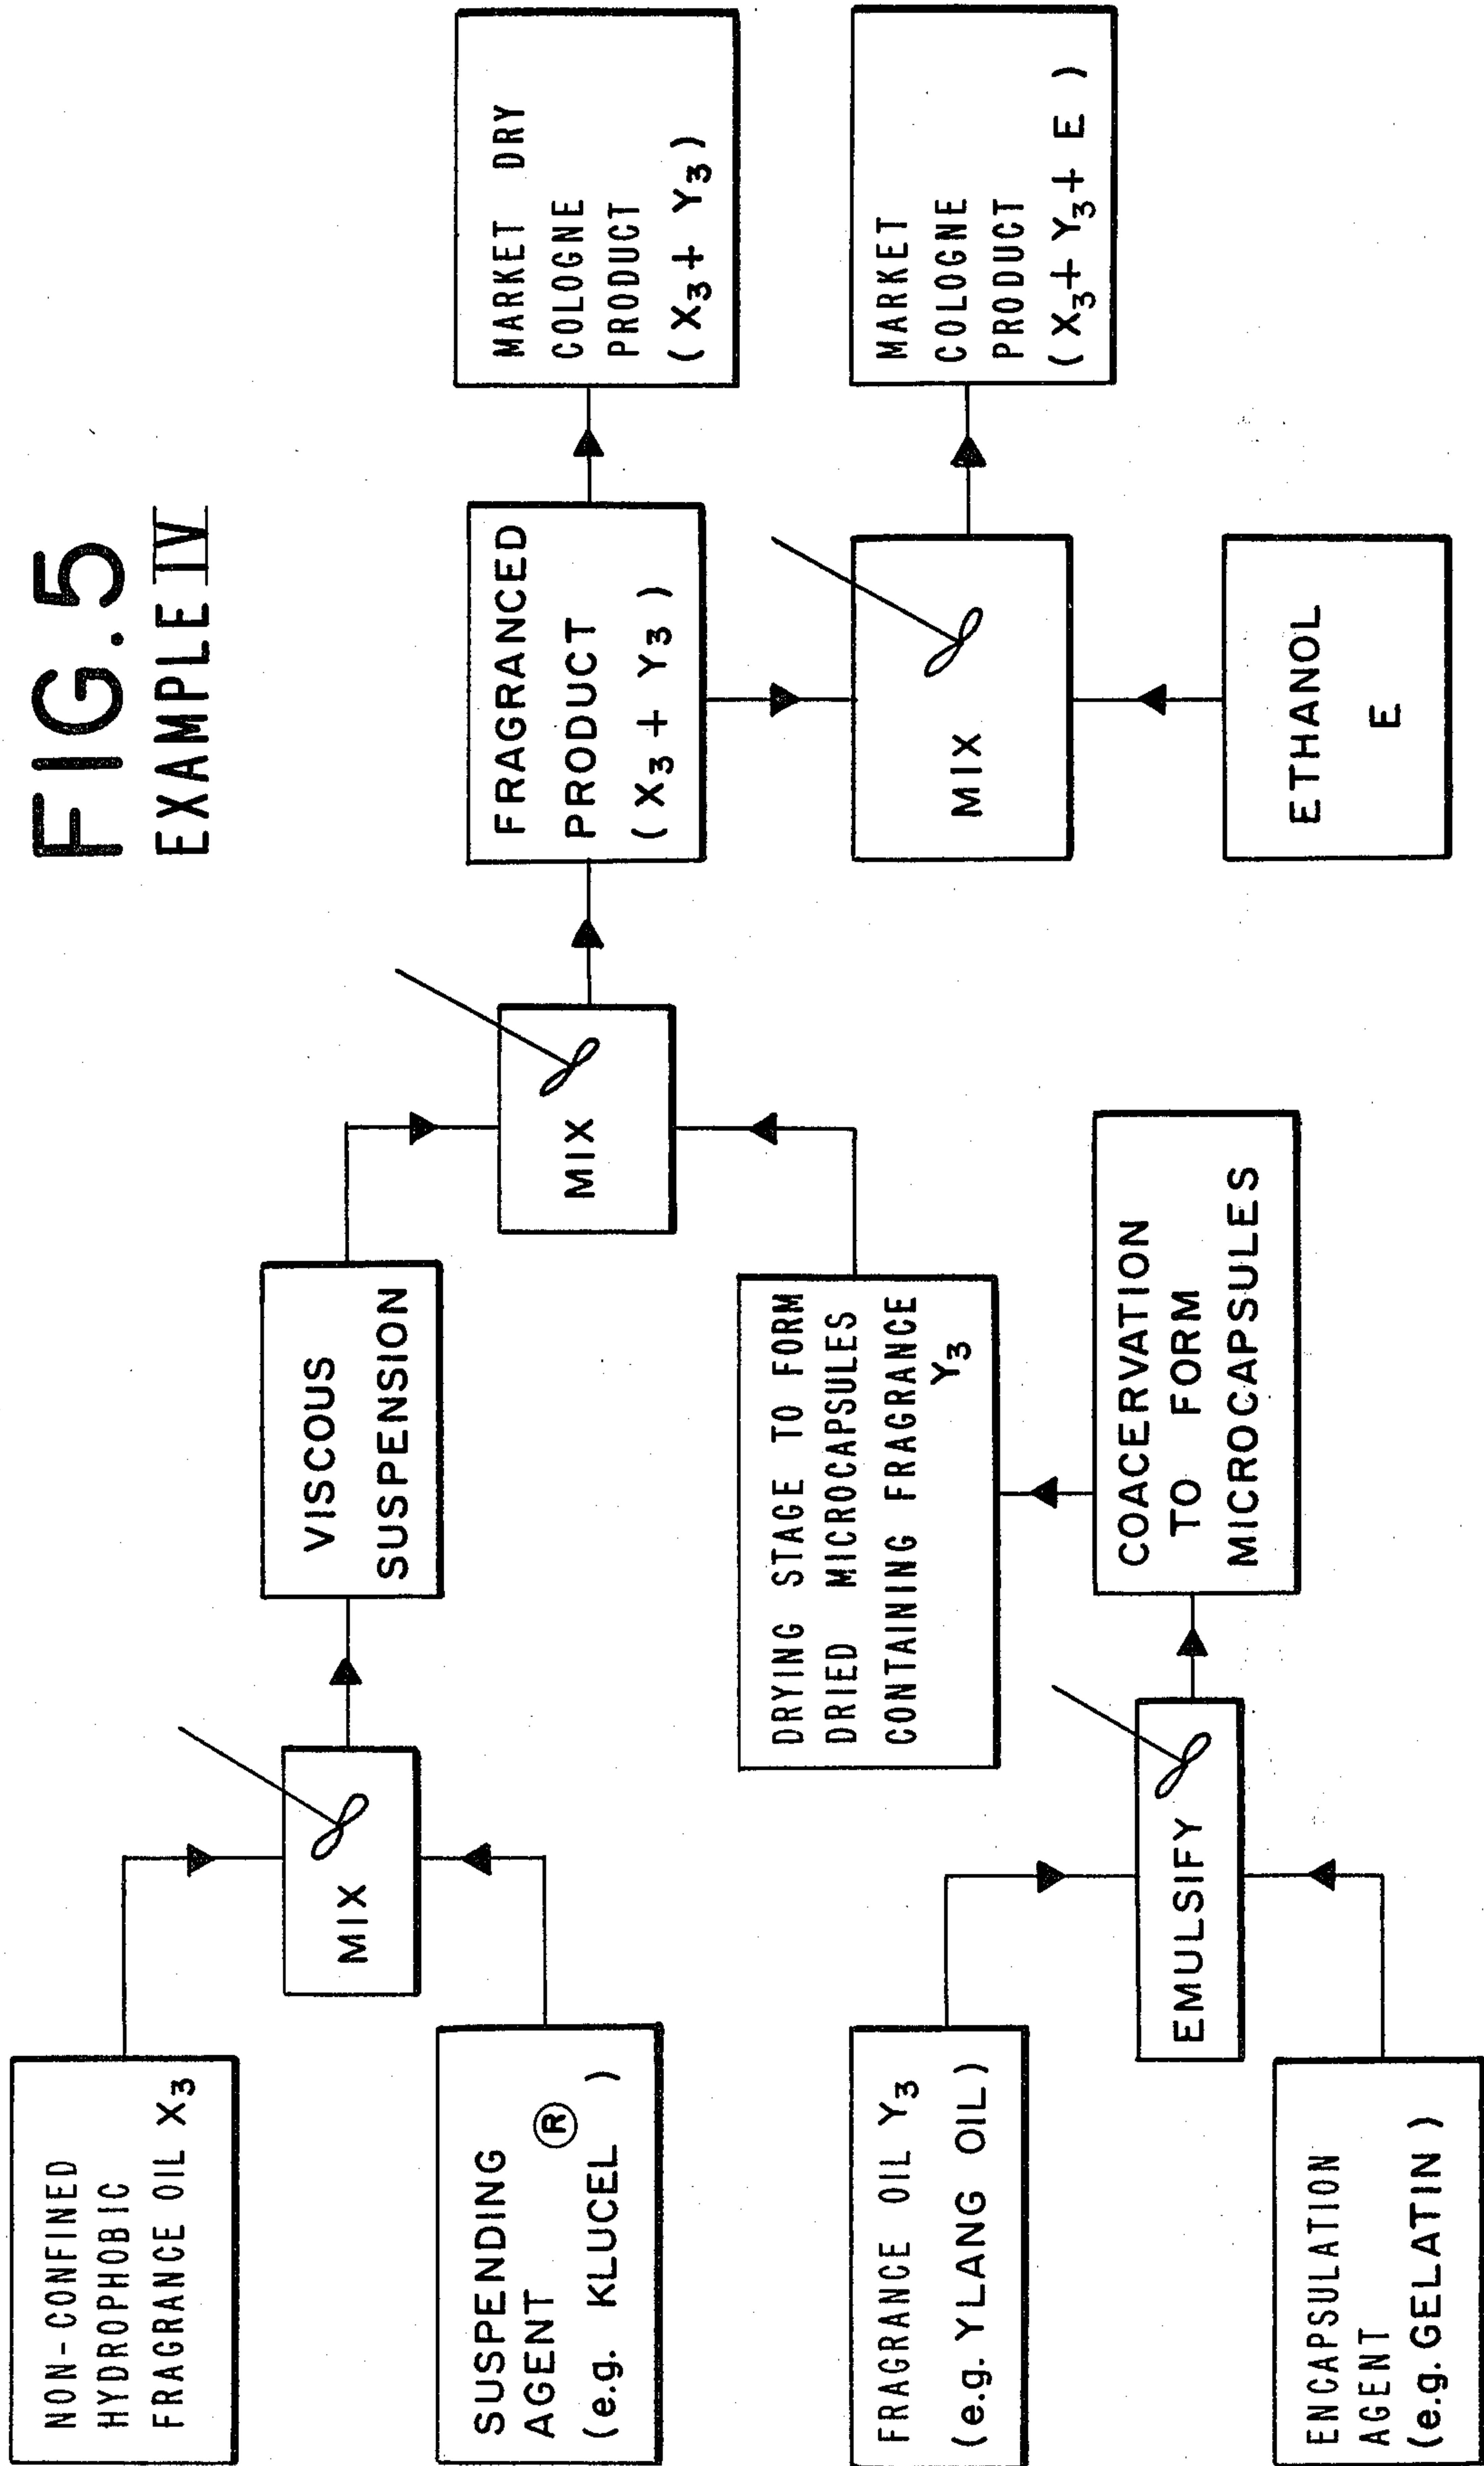 FIG.5
EXAMPLE IV
NON-CONFINED
HYDROPHOBIC
FRAGRANCE OIL X₃
SUSPENDING
AGENT ®
(e.g. KLUCEL )
MIX
VISCOUS
SUSPENSION
FRAGRANCE OIL Y₃
(e.g. YLANG OIL)
ENCAPSULATION
AGENT
(e.g. GELATIN )
EMULSIFY
COACERVATION
TO FORM
MICROCAPSULES
DRYING STAGE TO FORM
DRIED MICROCAPSULES
CONTAINING FRAGRANCE
Y₃
MIX
FRAGRANCED
PRODUCT
( X₃ + Y₃ )
MARKET DRY
COLOGNE
PRODUCT
( X₃ + Y₃ )
MIX
ETHANOL
E
MARKET
COLOGNE
PRODUCT
( X₃ + Y₃ + E )